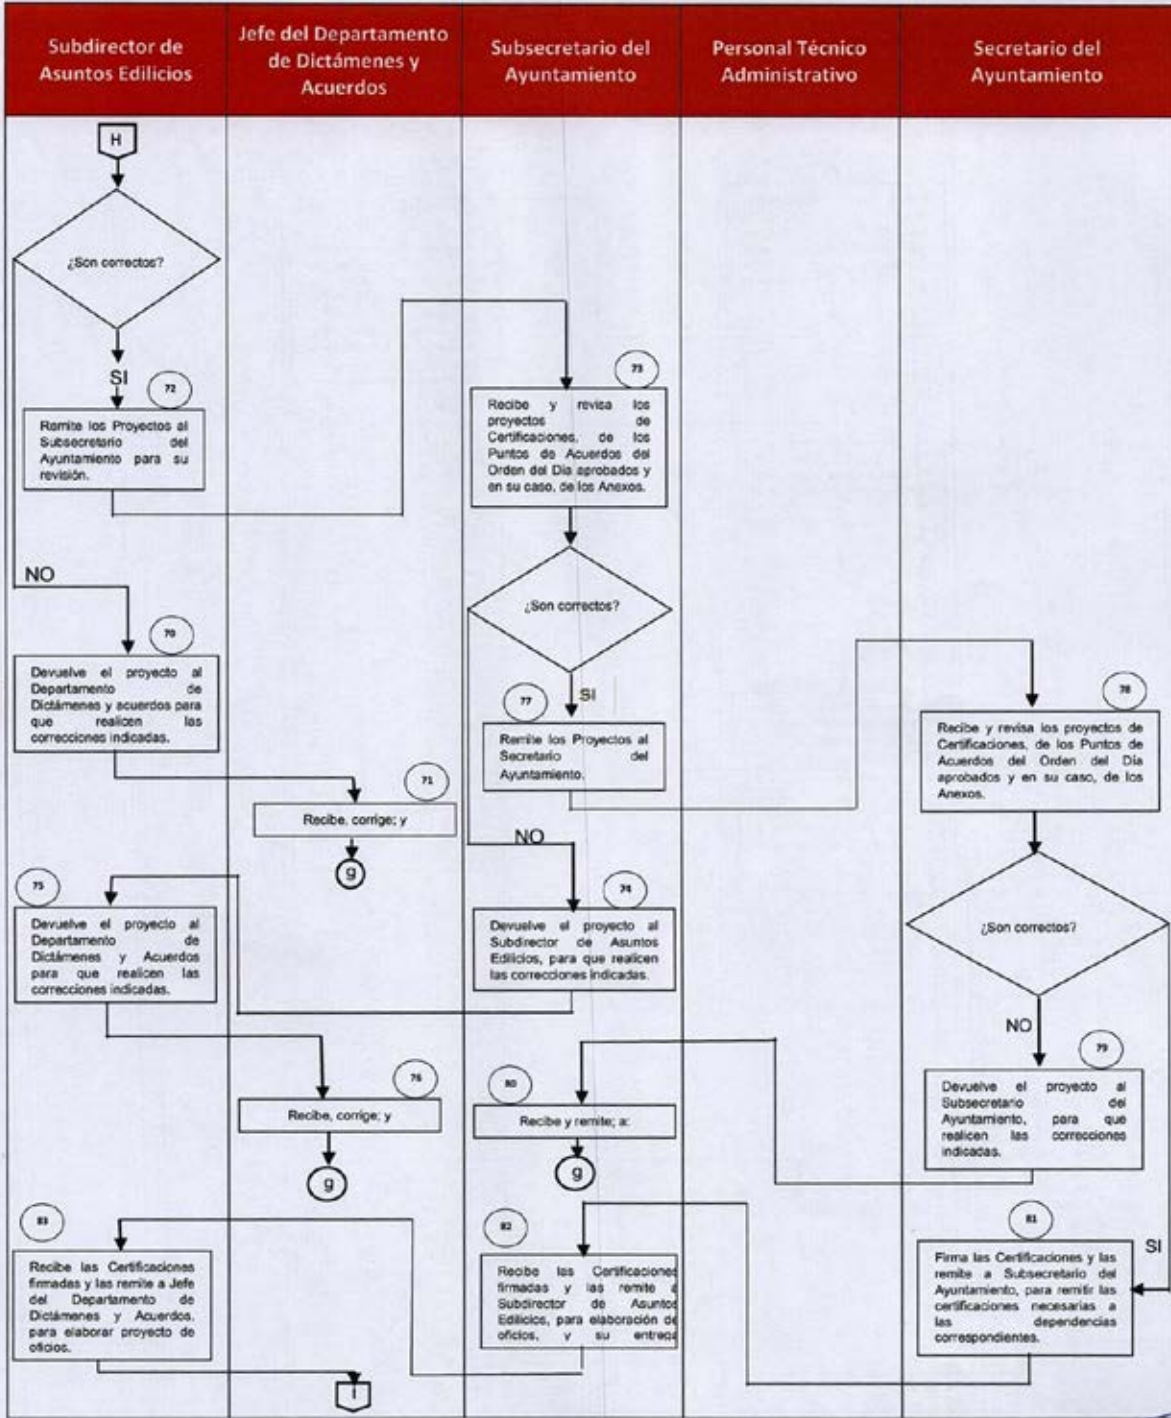 Subdirector de
Asuntos Edilicios
Jefe del Departamento
de Dictámenes y
Acuerdos
Subsecretario del
Ayuntamiento
Personal Técnico
Administrativo
Secretario del
Ayuntamiento
H
¿Son correctos?
SI
72
Remite los Proyectos al
Subsecretario del
Ayuntamiento para su
revisión.
73
Recibe y revisa los
proyectos de
Certificaciones, de los
Puntos de Acuerdos del
Orden del Día aprobados y
en su caso, de los Anexos.
NO
¿Son correctos?
70
Devuelve el proyecto al
Departamento de
Dictámenes y acuerdos para
que realicen las
correcciones indicadas.
SI
77
Remite los Proyectos al
Secretario del
Ayuntamiento.
78
Recibe y revisa los proyectos de
Certificaciones, de los Puntos de
Acuerdos del Orden del Día
aprobados y en su caso, de los
Anexos.
71
Recibe, corrige; y
g
NO
75
Devuelve el proyecto al
Departamento de
Dictámenes y Acuerdos
para que realicen las
correcciones indicadas.
74
Devuelve el proyecto al
Subdirector de Asuntos
Edilicios, para que realicen
las correcciones indicadas.
¿Son correctos?
NO
76
Recibe, corrige; y
g
80
Recibe y remite; a:
g
79
Devuelve el proyecto al
Subsecretario del
Ayuntamiento, para que
realicen las correcciones
indicadas.
83
Recibe las Certificaciones
firmadas y las remite a Jefe
del Departamento de
Dictámenes y Acuerdos,
para elaborar proyecto de
oficios.
I
82
Recibe las Certificaciones
firmadas y las remite a
Subdirector de Asuntos
Edilicios, para elaboración de
oficios, y su entrega
81
SI
Firma las Certificaciones y las
remite a Subsecretario del
Ayuntamiento, para remitir las
certificaciones necesarias a
las dependencias
correspondientes.